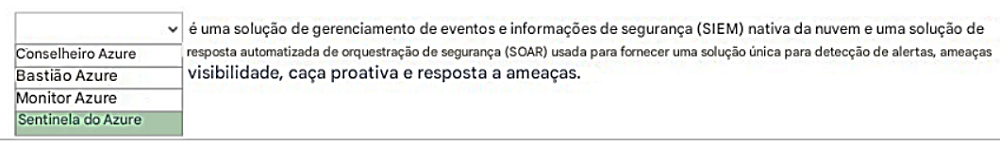 é uma solução de gerenciamento de eventos e informações de segurança (SIEM) nativa da nuvem e uma solução de
Conselheiro Azure
resposta automatizada de orquestração de segurança (SOAR) usada para fornecer uma solução única para detecção de alertas, ameaças
Bastião Azure
visibilidade, caça proativa e resposta a ameaças.
Monitor Azure
Sentinela do Azure